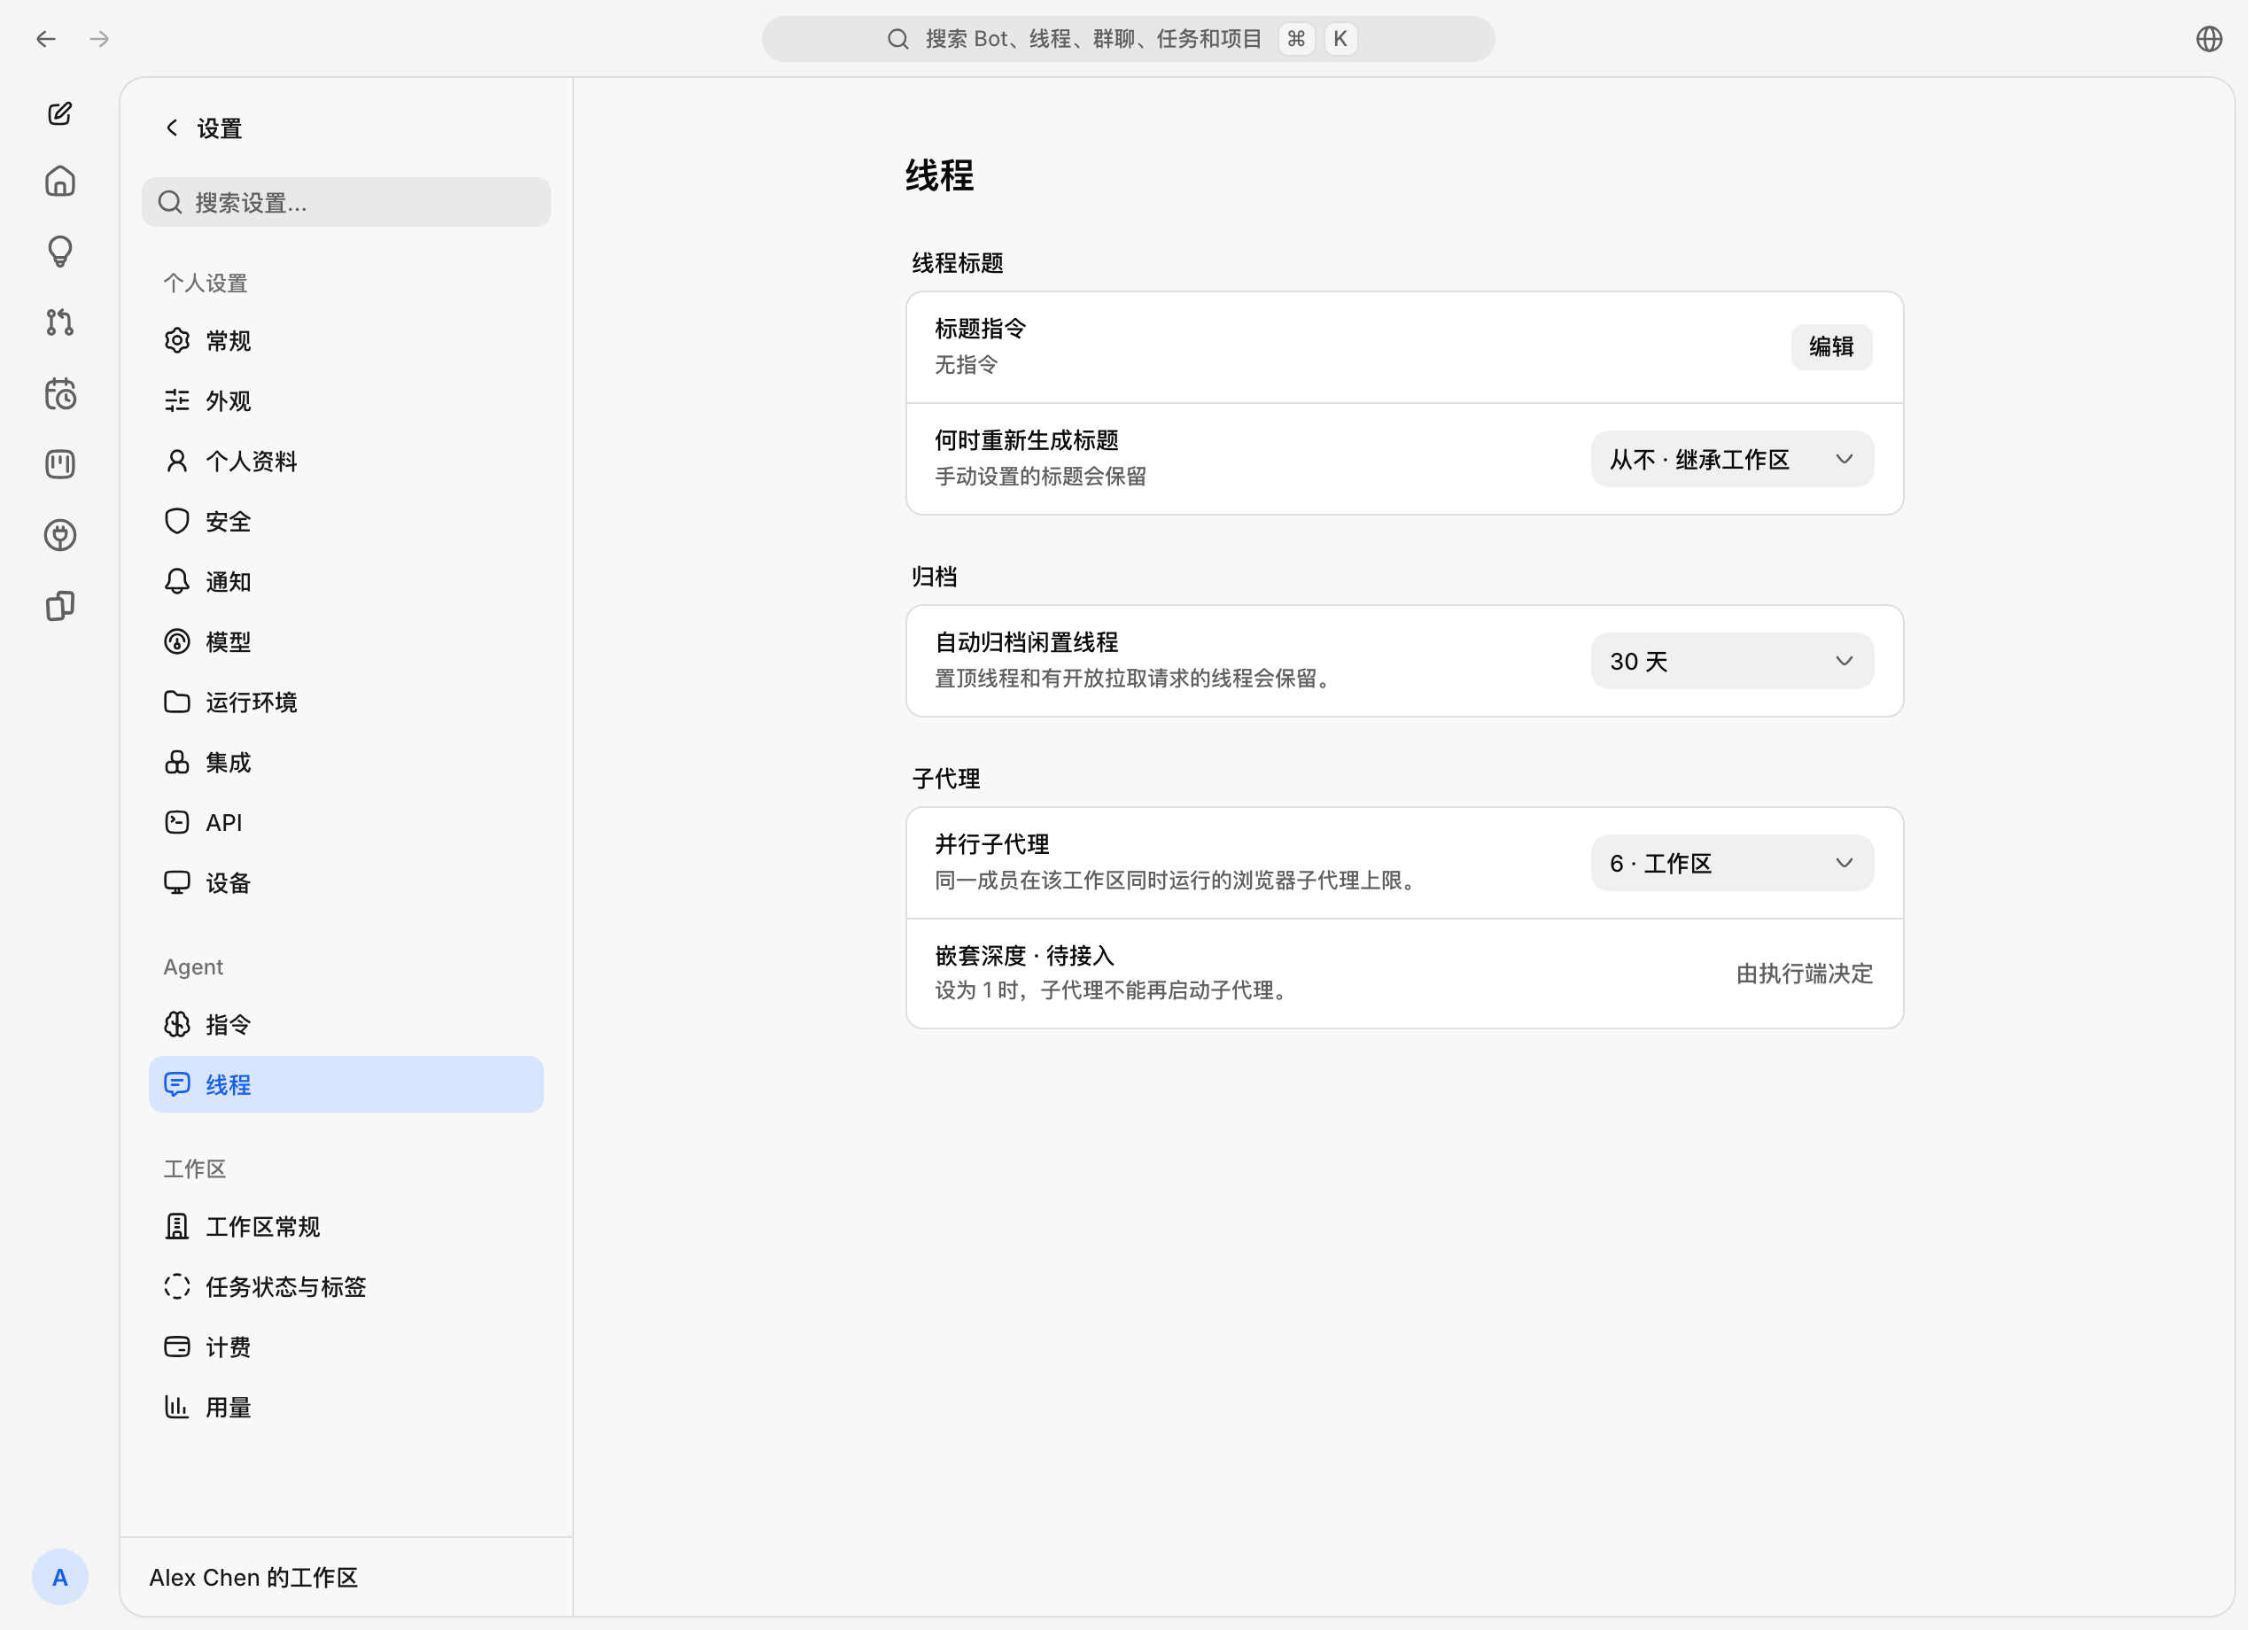 搜索 Bot、线程、群聊、任务和项目 ⌘ K
设置
搜索设置...
个人设置
常规
外观
个人资料
安全
通知
模型
运行环境
集成
API
设备
Agent
指令
线程
工作区
工作区常规
任务状态与标签
计费
用量
A
Alex Chen 的工作区
线程
线程标题
标题指令
无指令
编辑
何时重新生成标题
手动设置的标题会保留
从不 · 继承工作区
归档
自动归档闲置线程
置顶线程和有开放拉取请求的线程会保留。
30 天
子代理
并行子代理
同一成员在该工作区同时运行的浏览器子代理上限。
6 · 工作区
嵌套深度 · 待接入
设为 1 时，子代理不能再启动子代理。
由执行端决定